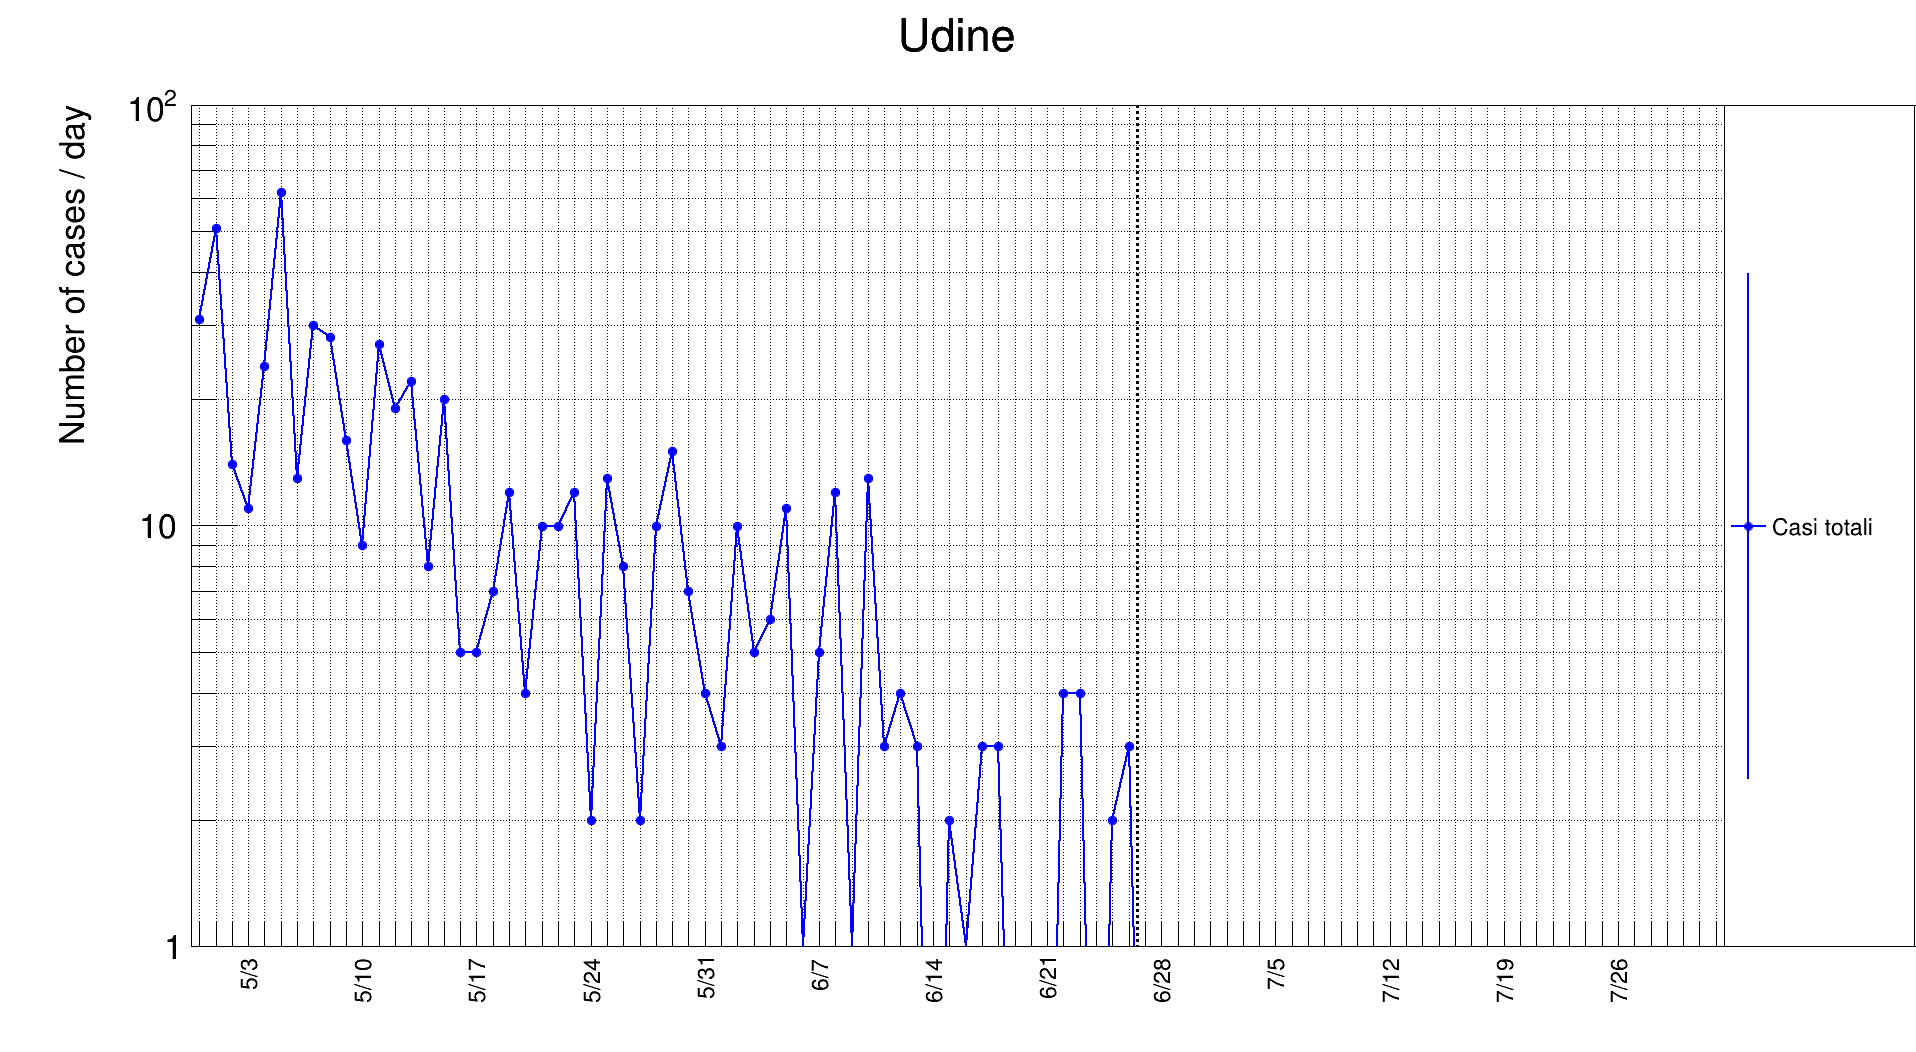 Udine
Number of cases / day
10²
10
1
5/3 5/10 5/17 5/24 5/31 6/7 6/14 6/21 6/28 7/5 7/12 7/19 7/26
Casi totali